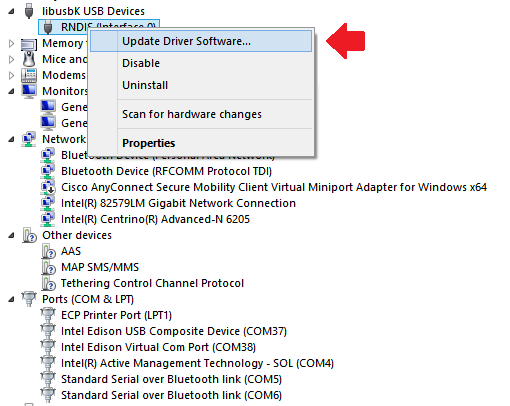 libusbK USB Devices
RNDIS (Interface 0)
Update Driver Software...
Memory
Disable
Mice and
Uninstall
Modems
Monitors
Scan for hardware changes
Gene
Gene
Properties
Network
Bluetooth Device (Personal Area Network)
Bluetooth Device (RFCOMM Protocol TDI)
Cisco AnyConnect Secure Mobility Client Virtual Miniport Adapter for Windows x64
Intel(R) 82579LM Gigabit Network Connection
Intel(R) Centrino(R) Advanced-N 6205
Other devices
AAS
MAP SMS/MMS
Tethering Control Channel Protocol
Ports (COM & LPT)
ECP Printer Port (LPT1)
Intel Edison USB Composite Device (COM37)
Intel Edison Virtual Com Port (COM38)
Intel(R) Active Management Technology - SOL (COM4)
Standard Serial over Bluetooth link (COM5)
Standard Serial over Bluetooth link (COM6)